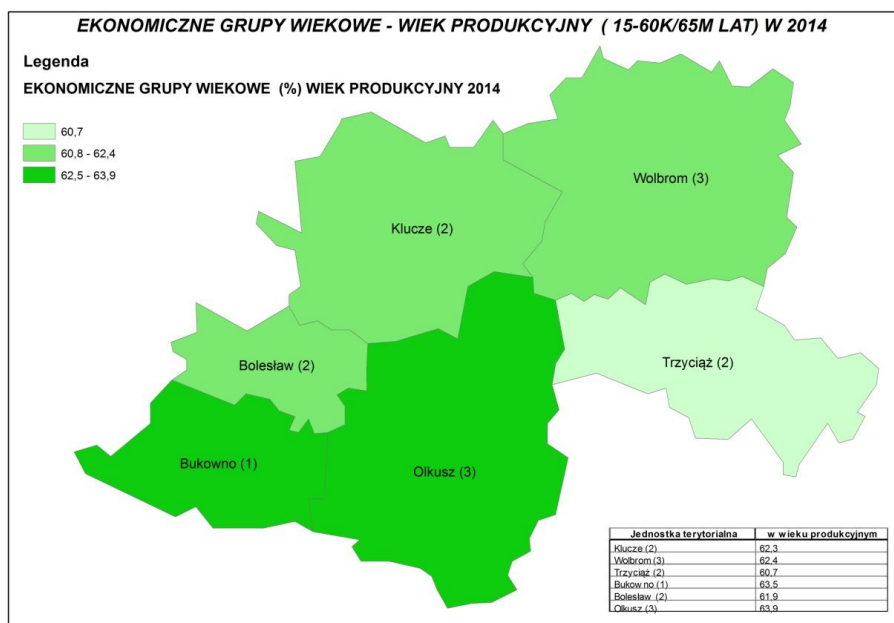 EKONOMICZNE GRUPY WIEKOWE - WIEK PRODUKCYJNY ( 15-60K/65M LAT) W 2014
Legenda
EKONOMICZNE GRUPY WIEKOWE (%) WIEK PRODUKCYJNY 2014
60,7
60,8 - 62,4
62,5 - 63,9
Wolbrom (3)
Klucze (2)
Bolesław (2)
Trzyciąż (2)
Bukowno (1)
Olkusz (3)
Jednostka terytorialna w wieku produkcyjnym
Klucze (2) 62,3
Wolbrom (3) 62,4
Trzyciąż (2) 60,7
Bukowno (1) 63,5
Bolesław (2) 61,9
Olkusz (3) 63,9